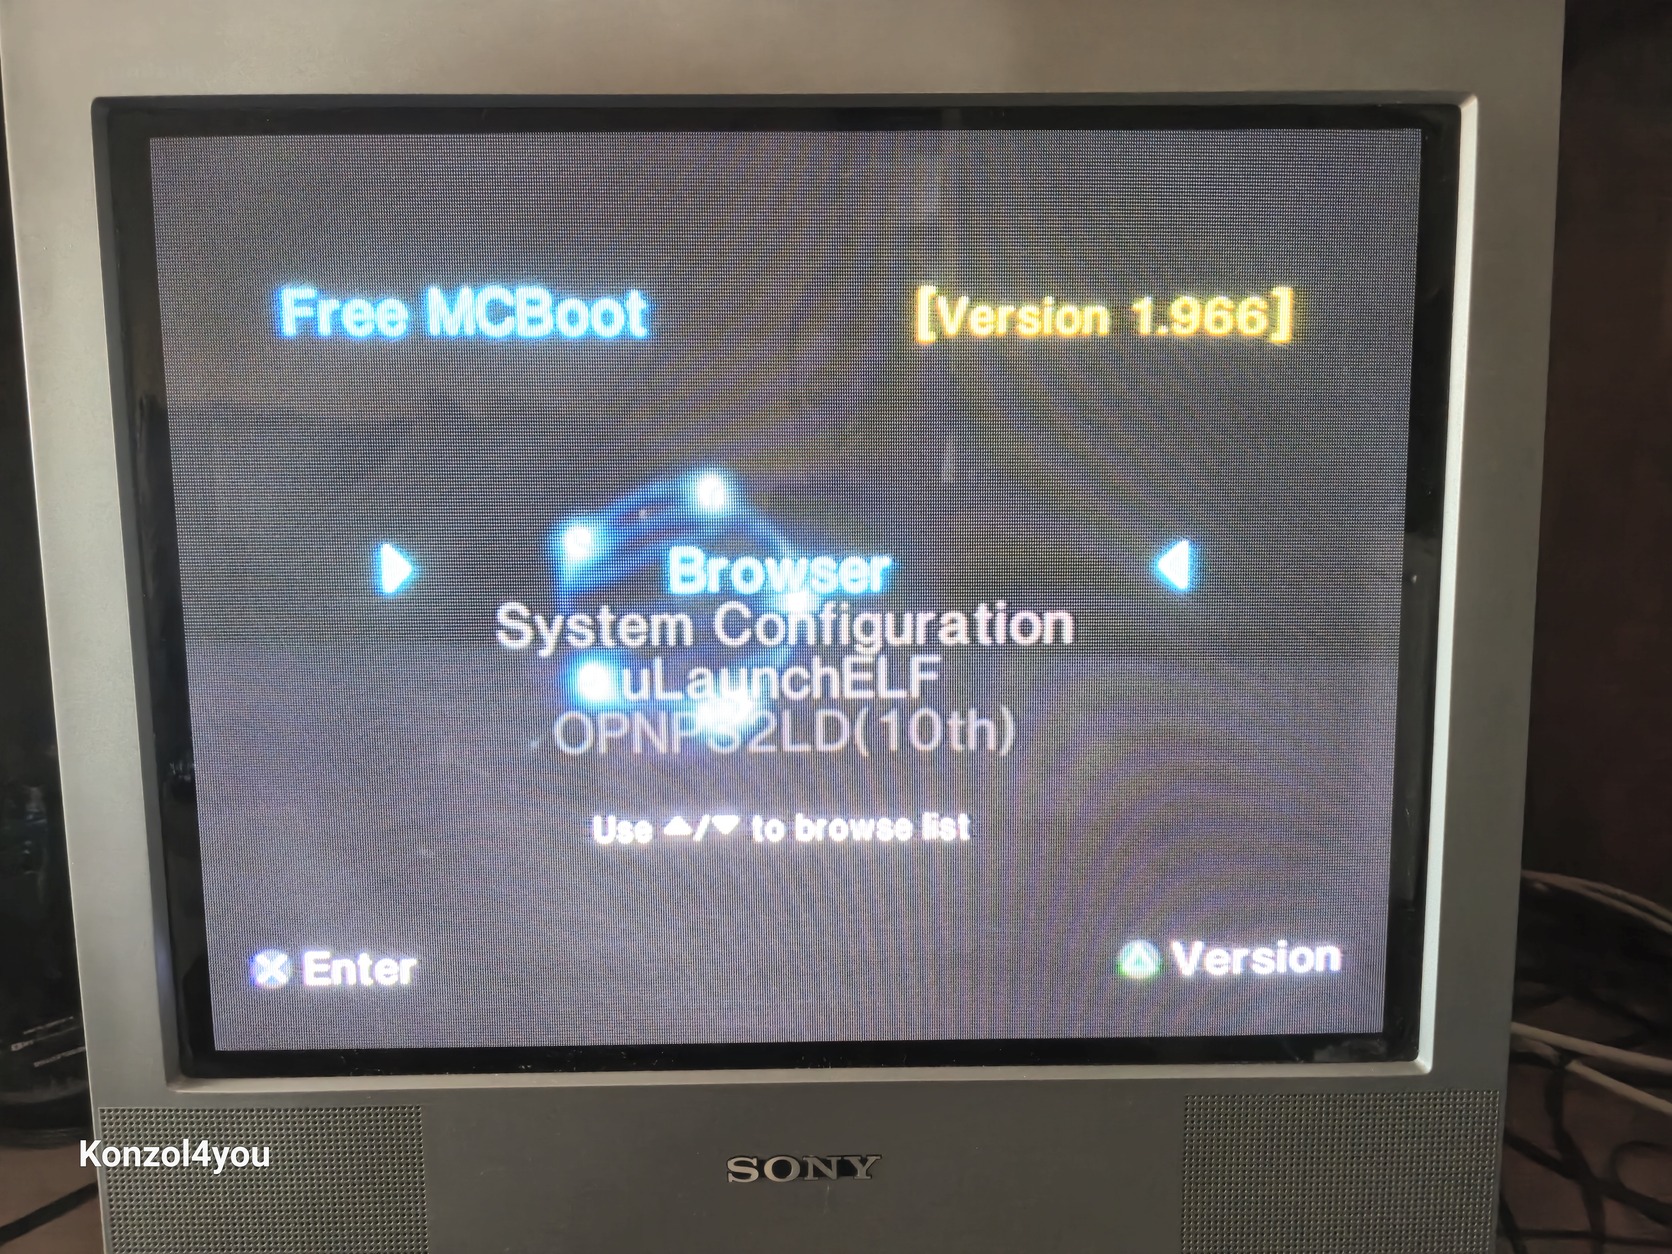 Free MCBoot
[Version 1.966]
Browser
System Configuration
uLaunchELF
OPNPS2LD(10th)
Use ▲/▼ to browse list
Enter
Version
Konzol4you
SONY